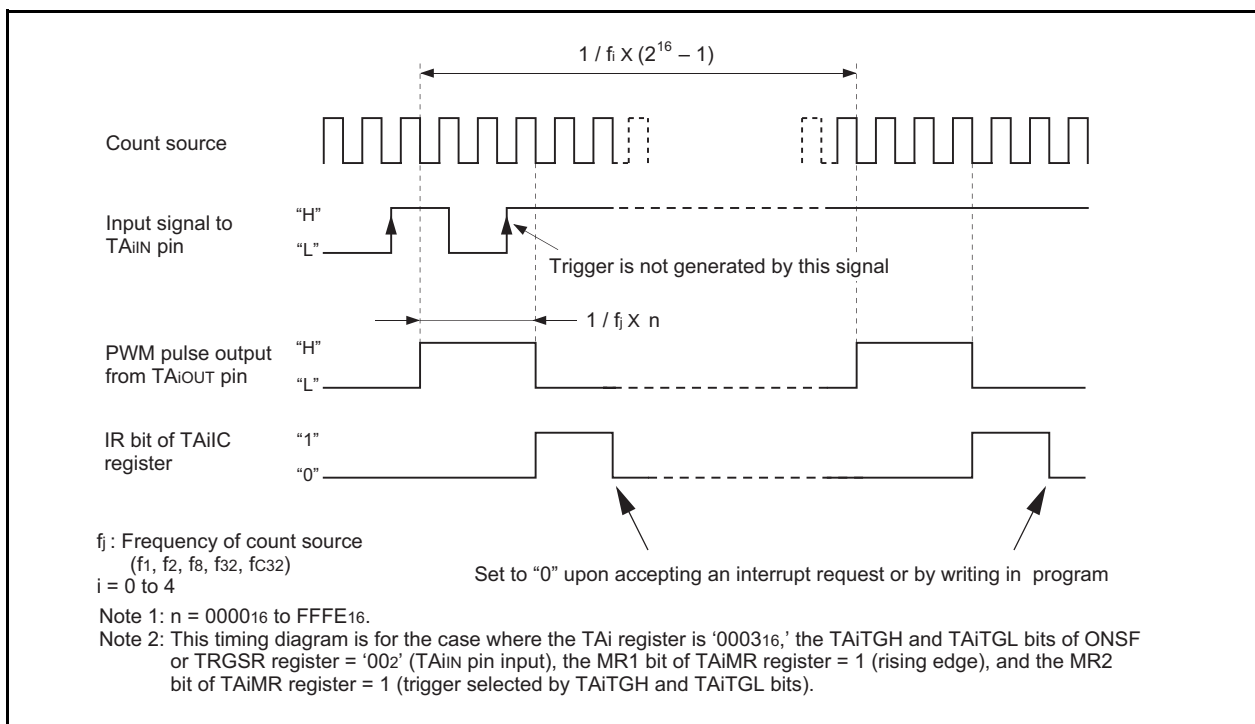 1 / fi X (2^16 – 1)
Count source
Input signal to
TAiIN pin
“H”
“L”
Trigger is not generated by this signal
1 / fj X n
PWM pulse output
from TAiOUT pin
“H”
“L”
IR bit of TAiIC
register
“1”
“0”
fj : Frequency of count source
(f1, f2, f8, f32, fC32)
i = 0 to 4
Set to “0” upon accepting an interrupt request or by writing in program
Note 1: n = 000016 to FFFE16.
Note 2: This timing diagram is for the case where the TAi register is ‘000316,’ the TAiTGH and TAiTGL bits of ONSF
or TRGSR register = ‘002’ (TAiIN pin input), the MR1 bit of TAiMR register = 1 (rising edge), and the MR2
bit of TAiMR register = 1 (trigger selected by TAiTGH and TAiTGL bits).